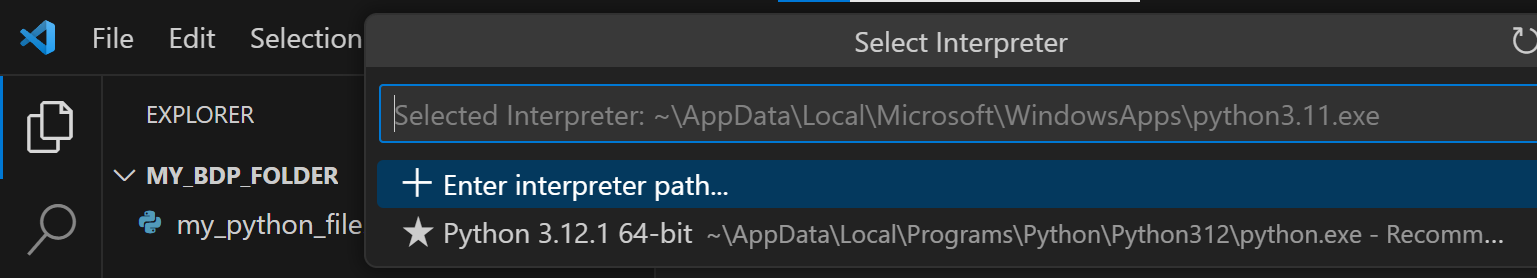 File Edit Selection
Select Interpreter
Selected Interpreter: ~\AppData\Local\Microsoft\WindowsApps\python3.11.exe
EXPLORER
MY_BDP_FOLDER
my_python_file
Enter interpreter path...
Python 3.12.1 64-bit ~\AppData\Local\Programs\Python\Python312\python.exe - Recomm...